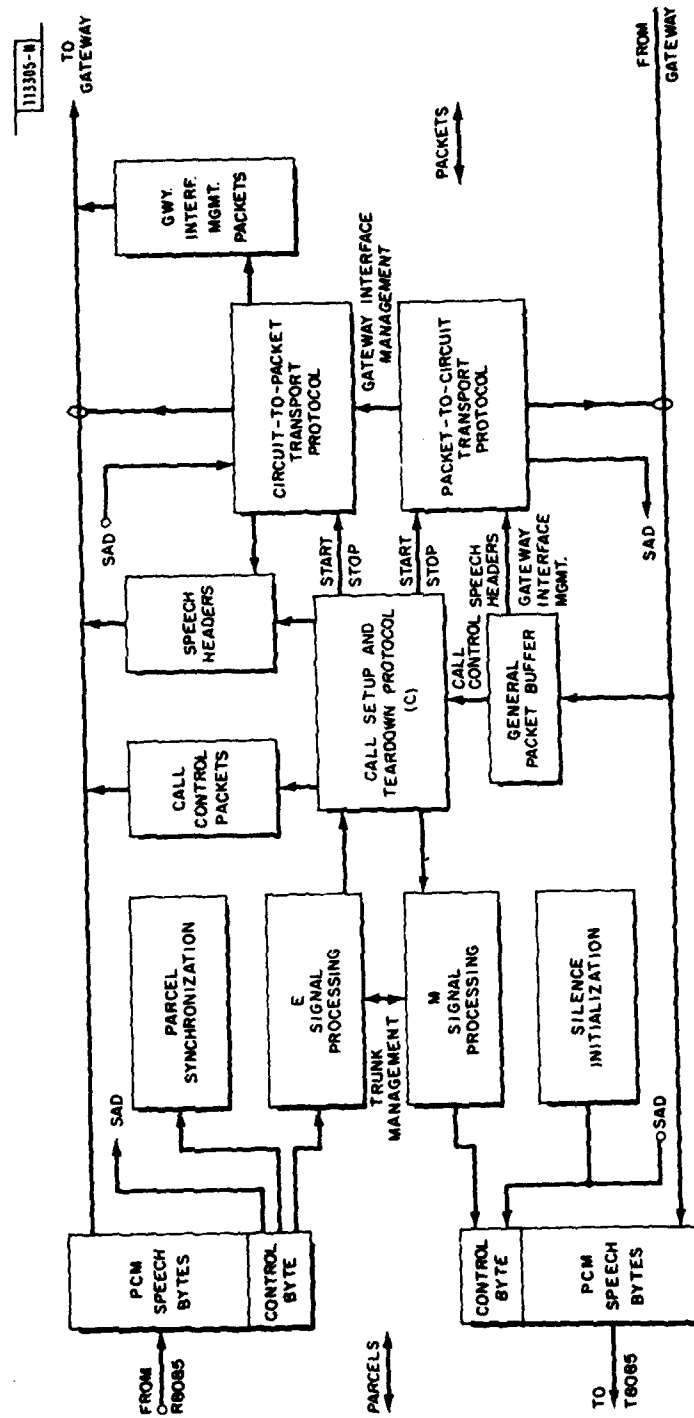 113305-N
TO
GATEWAY
FROM
GATEWAY
PACKETS
GWY.
INTERF.
MGMT.
PACKETS
CIRCUIT-TO-PACKET
TRANSPORT
PROTOCOL
GATEWAY INTERFACE
MANAGEMENT
PACKET-TO-CIRCUIT
TRANSPORT
PROTOCOL
SAD
SAD
SPEECH
HEADERS
START
STOP
START
STOP
CALL
CONTROL
PACKETS
CALL SETUP AND
TEARDOWN PROTOCOL
(C)
CALL
CONTROL
SPEECH
HEADERS
GATEWAY
INTERFACE
MGMT.
GENERAL
PACKET BUFFER
PARCEL
SYNCHRONIZATION
E
SIGNAL
PROCESSING
TRUNK
MANAGEMENT
M
SIGNAL
PROCESSING
SILENCE
INITIALIZATION
SAD
SAD
PCM
SPEECH
BYTES
CONTROL
BYTE
CONTROL
BYTE
PCM
SPEECH
BYTES
FROM
R8085
PARCELS
TO
T8085